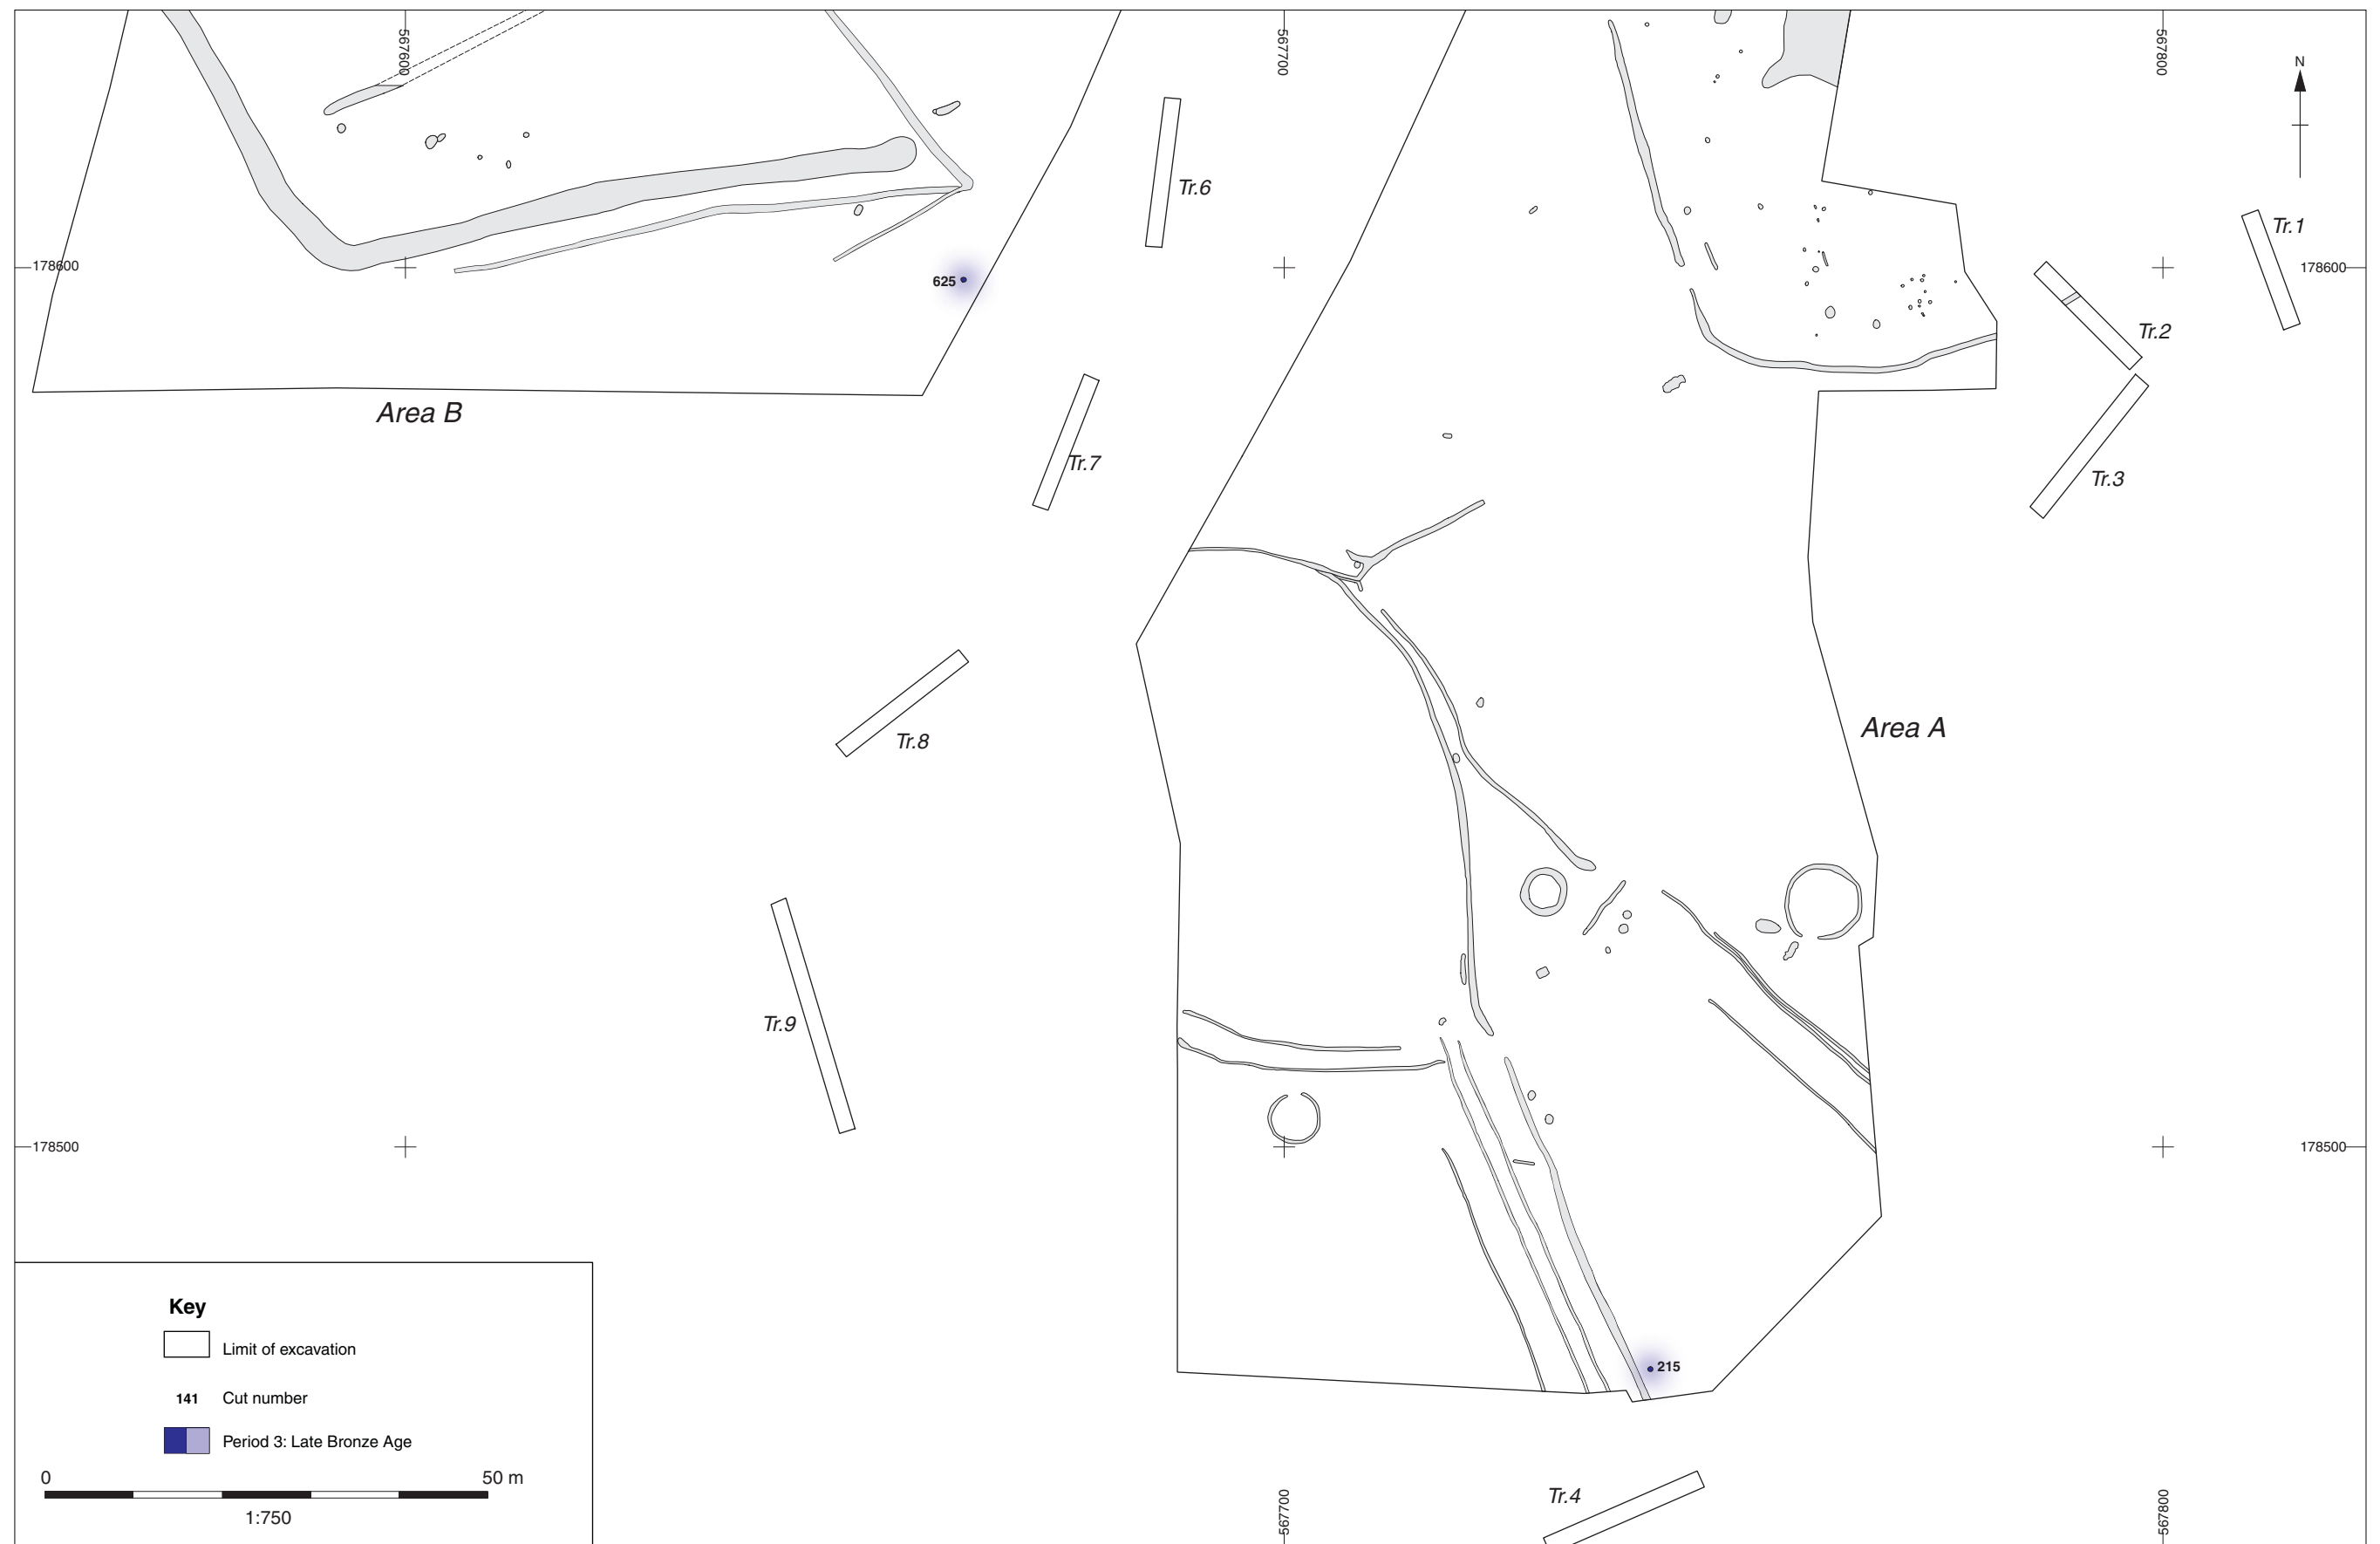 567600
567700
567800
N
Tr.6
Tr.1
178600
178600
625
Tr.2
Area B
Tr.7
Tr.3
Area A
Tr.8
Tr.9
178500
178500
Key
Limit of excavation
141 Cut number
Period 3: Late Bronze Age
0 50 m
1:750
215
Tr.4
567700
567800